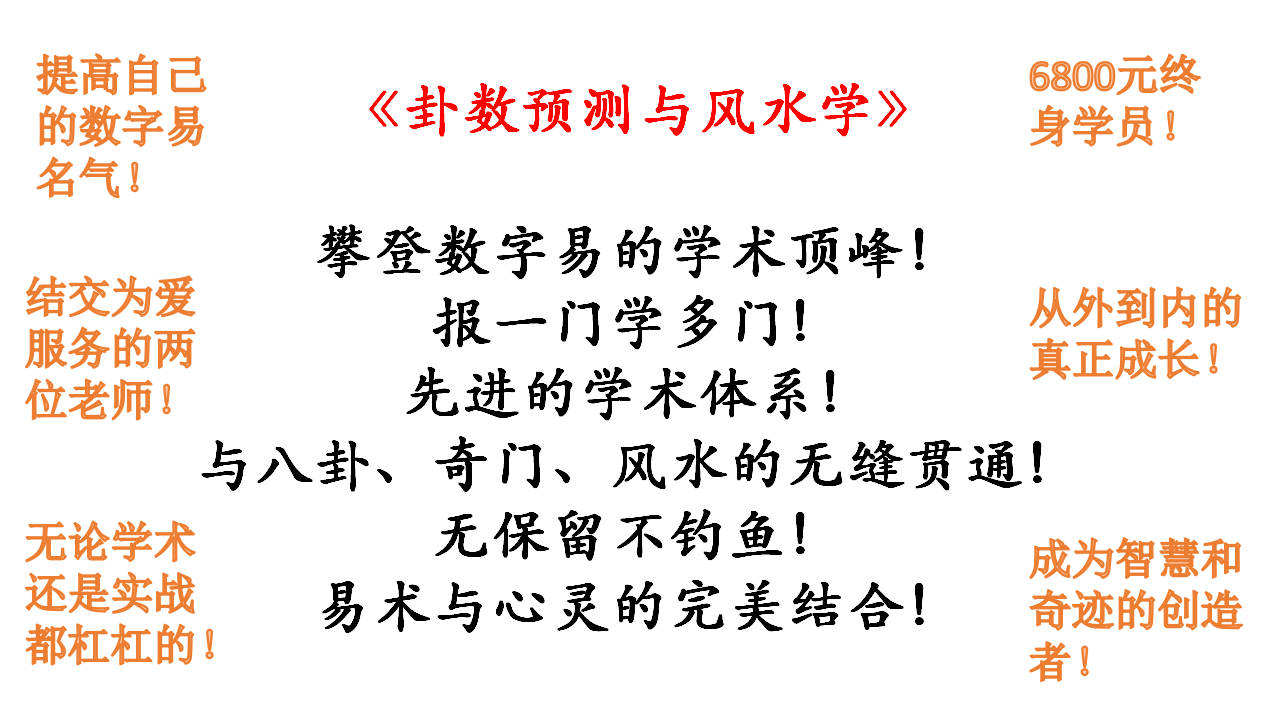 提高自己
的数字易
名气！
《卦数预测与风水学》
6800元终
身学员！
攀登数字易的学术顶峰！
报一门学多门！
先进的学术体系！
与八卦、奇门、风水的无缝贯通！
无保留不钓鱼！
易术与心灵的完美结合！
结交为爱
服务的两
位老师！
从外到内的
真正成长！
无论学术
还是实战
都杠杠的！
成为智慧和
奇迹的创造
者！